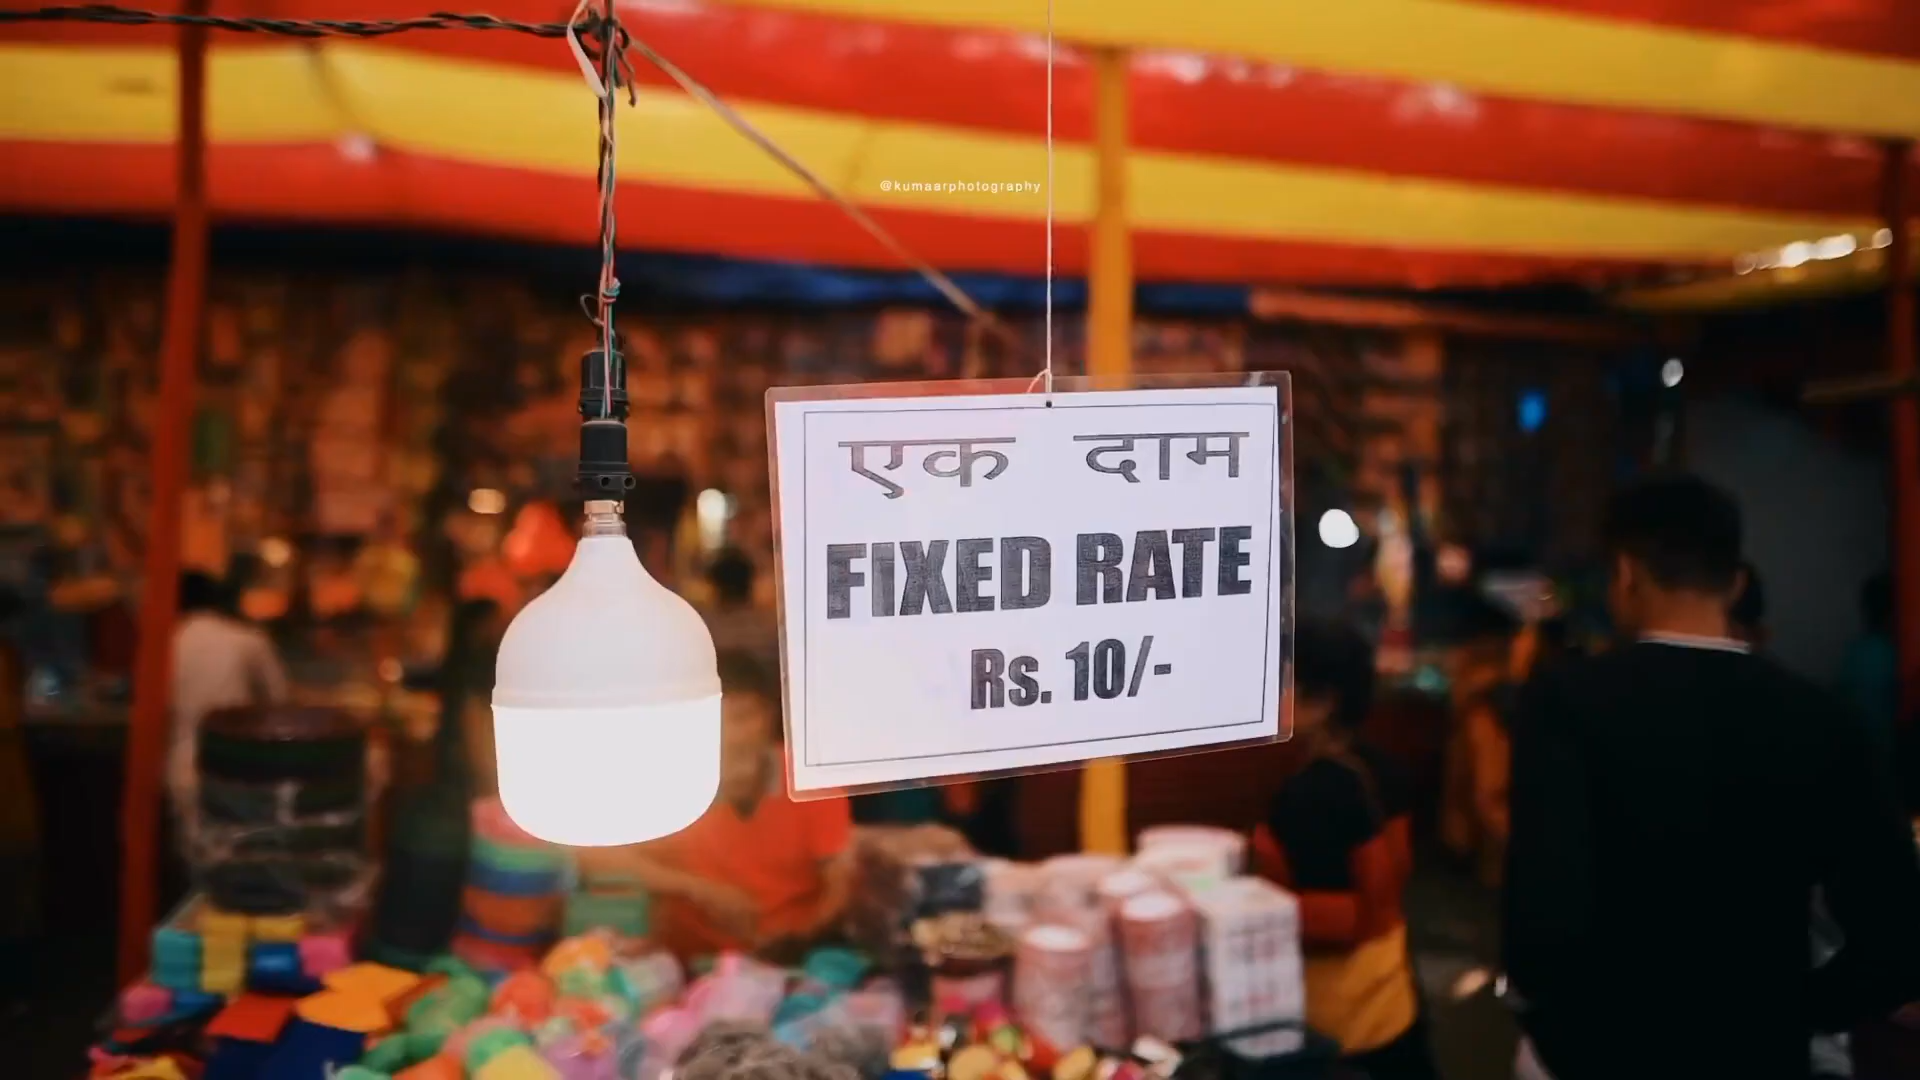 @kumaarphotography
एक दाम
FIXED RATE
Rs. 10/-